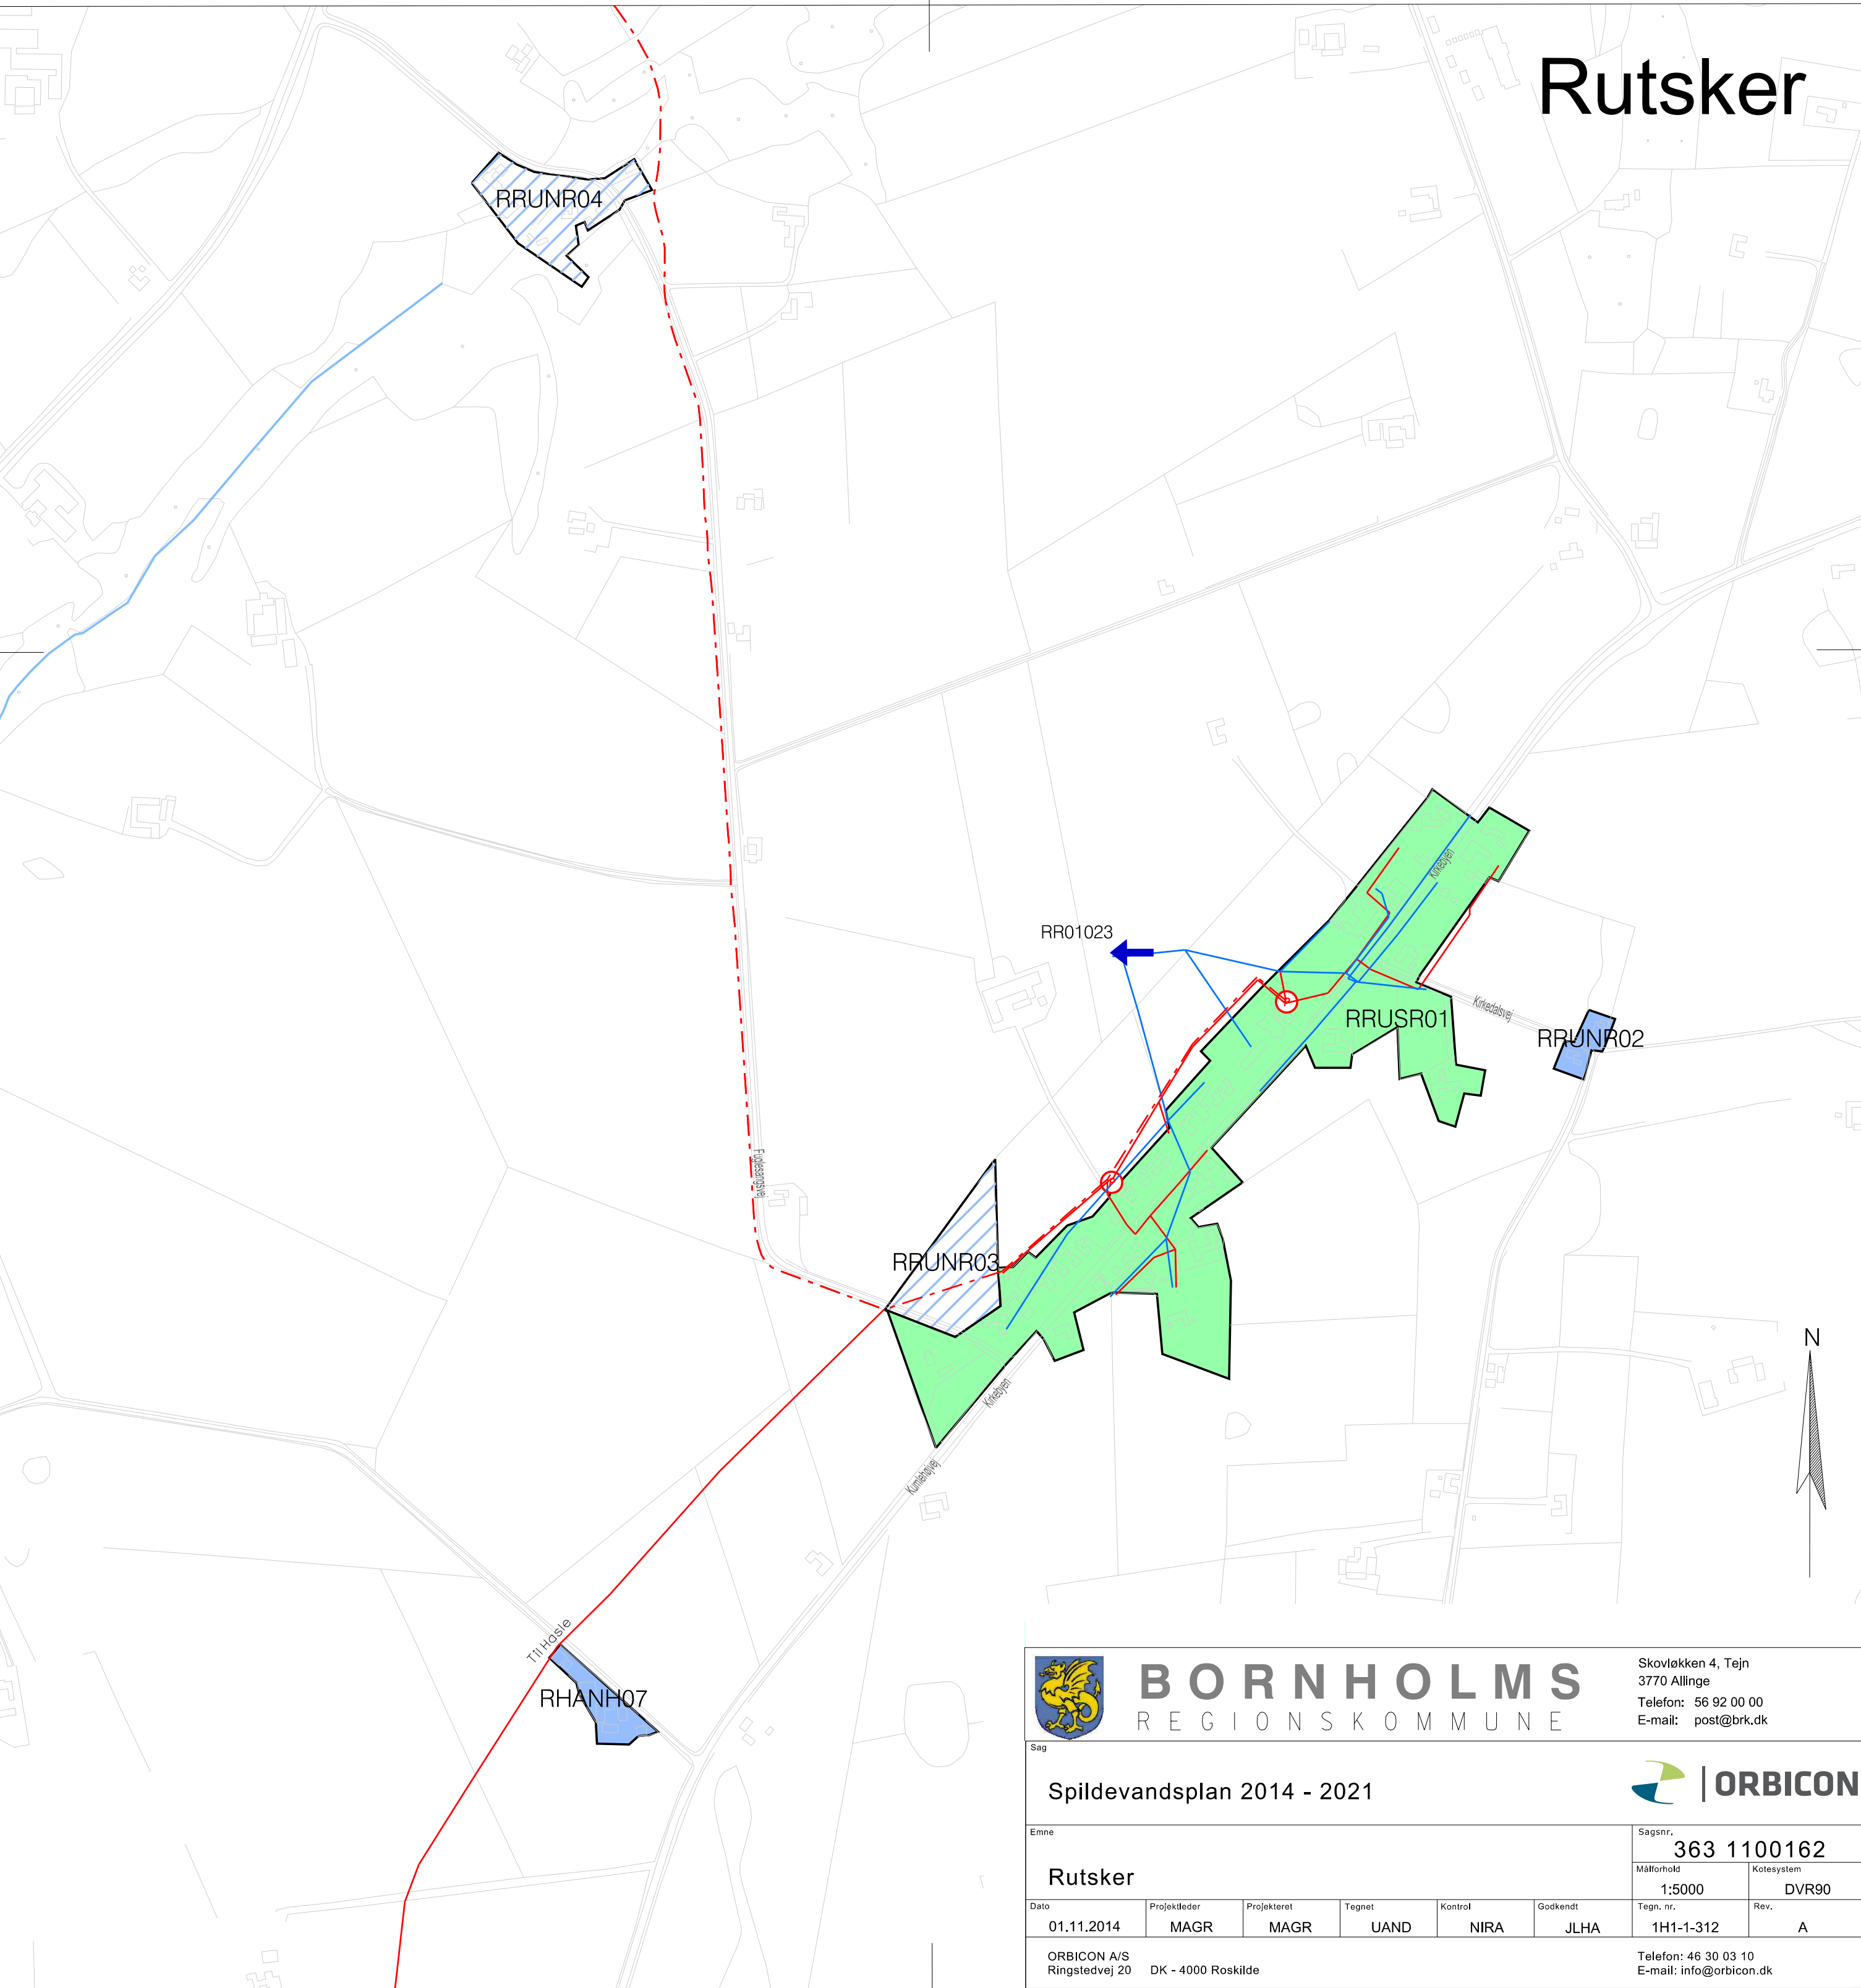 Rutsker
RRUNR04
RR01023
Kirkebyen
RRUSR01
Kirkedalsvej
RRUNR02
Fuglesangsvej
RRUNR03
Kirkebyen
Kumlehøjvej
Til Hasle
RHANH07
N
P
P
BORNHOLMS
REGIONSKOMMUNE
Skovløkken 4, Tejn
3770 Allinge
Telefon: 56 92 00 00
E-mail: post@brk.dk
Sag
Spildevandsplan 2014 - 2021
ORBICON
Emne
Rutsker
Sagsnr.
363 1100162
Målforhold
1:5000
Kotesystem
DVR90
Dato
01.11.2014
Projektleder
MAGR
Projekteret
MAGR
Tegnet
UAND
Kontrol
NIRA
Godkendt
JLHA
Tegn. nr.
1H1-1-312
Rev.
A
ORBICON A/S
Ringstedvej 20 DK - 4000 Roskilde
Telefon: 46 30 03 10
E-mail: info@orbicon.dk